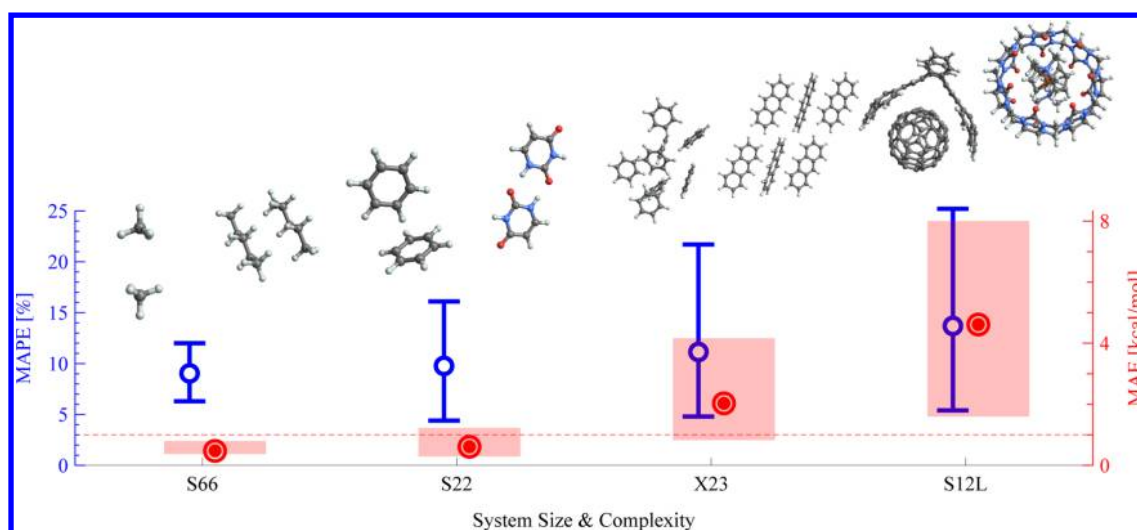 25
20
15
10
5
0
MAPE [%]
8
4
0
MAE [kcal/mol]
S66
S22
X23
S12L
System Size & Complexity